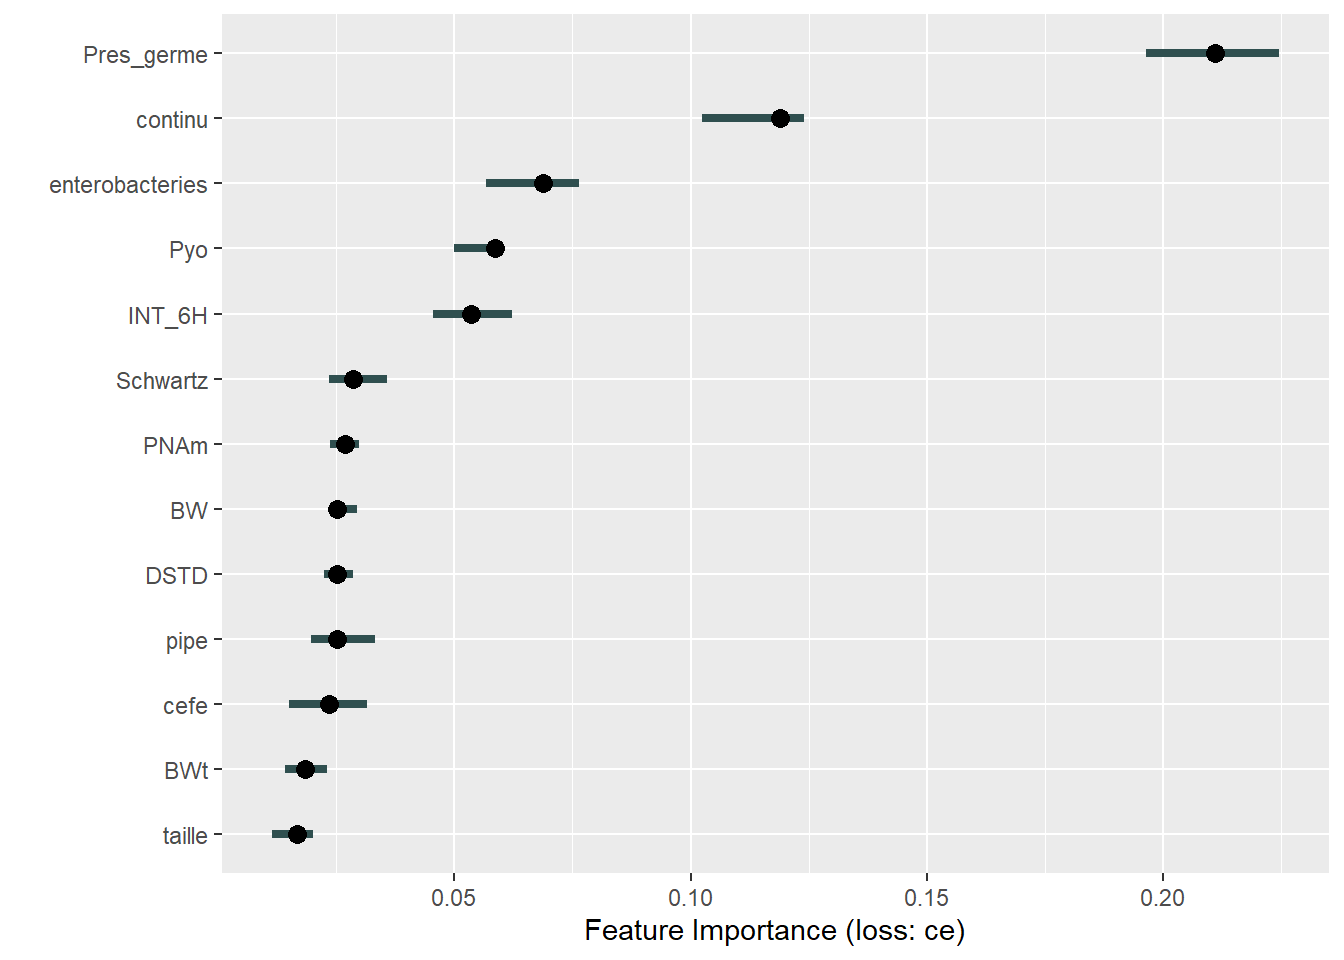 Pres_germe
continu
enterobacteries
Pyo
INT_6H
Schwartz
PNAm
BW
DSTD
pipe
cefe
BWt
taille
0.05 0.10 0.15 0.20
Feature Importance (loss: ce)